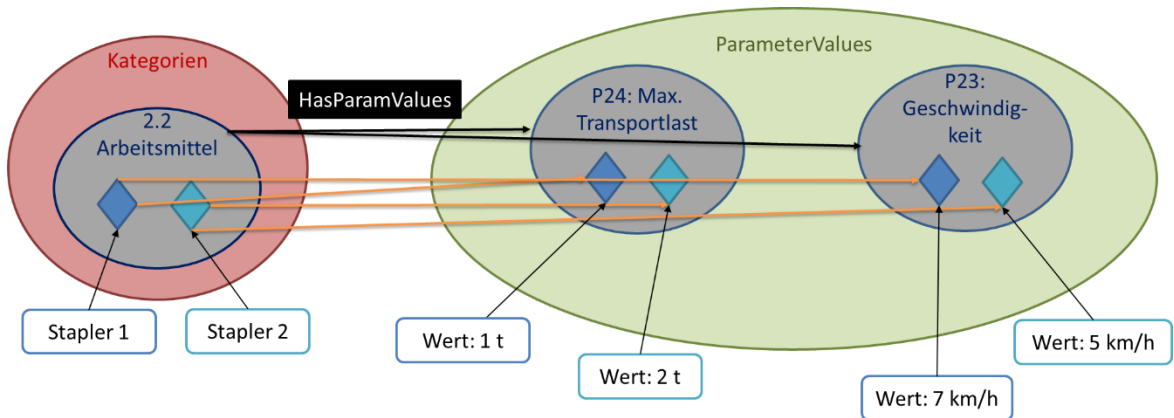 Kategorien
ParameterValues
HasParamValues
2.2
Arbeitsmittel
P24: Max.
Transportlast
P23:
Geschwindig-
keit
Stapler 1
Stapler 2
Wert: 1 t
Wert: 2 t
Wert: 7 km/h
Wert: 5 km/h